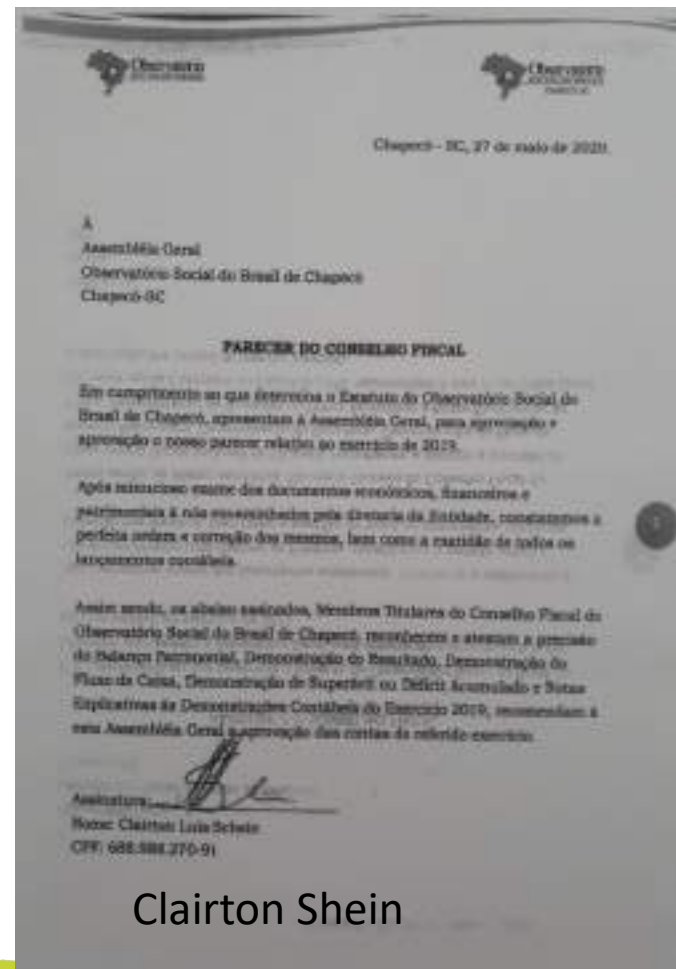 Observatório
Observatório
Chapecó - SC, 27 de maio de 2020.
À
Assembléia Geral
Observatório Social do Brasil de Chapecó
Chapecó-SC
PARECER DO CONSELHO FISCAL
Em cumprimento ao que determina o Estatuto do Observatório Social do
Brasil de Chapecó, apresentam à Assembléia Geral, para apreciação e
aprovação o nosso parecer relativo ao exercício de 2019.
Após minucioso exame dos documentos econômicos, financeiros e
patrimoniais à nós encaminhados pela diretoria da Entidade, constatamos a
perfeita ordem e correção dos mesmos, bem como a exatidão de todos os
lançamentos contábeis.
Assim sendo, os abaixo assinados, Membros Titulares do Conselho Fiscal do
Observatório Social do Brasil de Chapecó, reconhecem e atestam a precisão
do Balanço Patrimonial, Demonstração do Resultado, Demonstração do
Fluxo de Caixa, Demonstração de Superávit ou Déficit Acumulado e Notas
Explicativas às Demonstrações Contábeis do Exercício 2019, recomendam à
esta Assembléia Geral a aprovação das contas do referido exercício.
Assinatura:
Nome: Clairton Luis Schein
CPF: 688.988.270-91
Clairton Shein